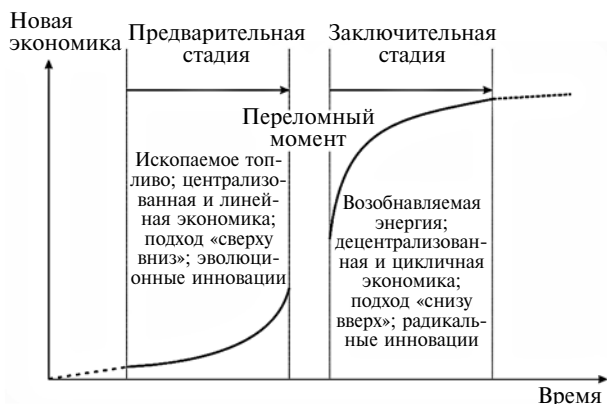 Новая
экономика
Предварительная
стадия
Заключительная
стадия
Переломный
момент
Ископаемое топ-
ливо; централизо-
ванная и линей-
ная экономика;
подход «сверху
вниз»; эволюци-
онные инновации
Возобнавляемая
энергия;
децентрализован-
ная и цикличная
экономика;
подход «снизу
вверх»; радикаль-
ные инновации
Время